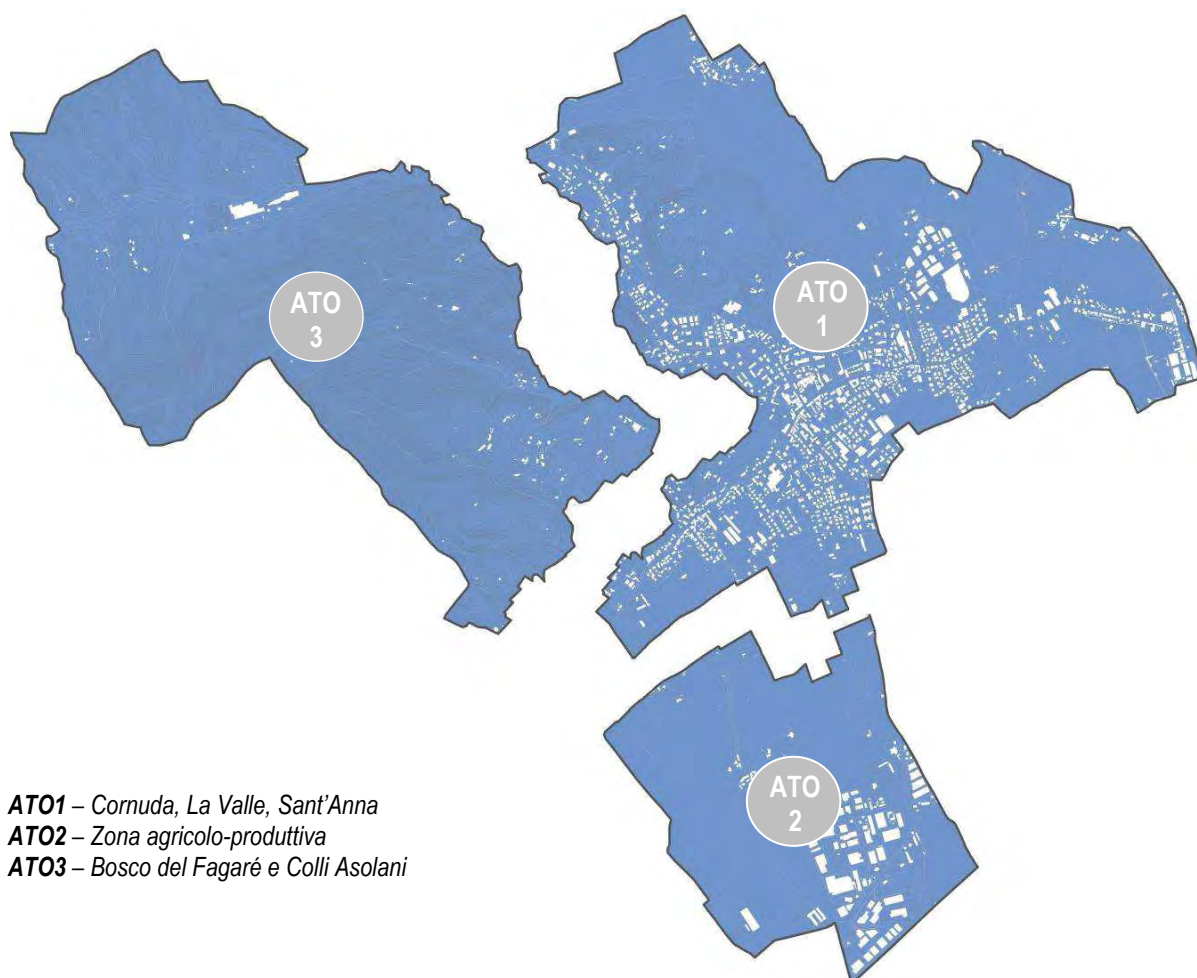 ATO
3
ATO
1
ATO
2
ATO1 – Cornuda, La Valle, Sant’Anna
ATO2 – Zona agricolo-produttiva
ATO3 – Bosco del Fagaré e Colli Asolani